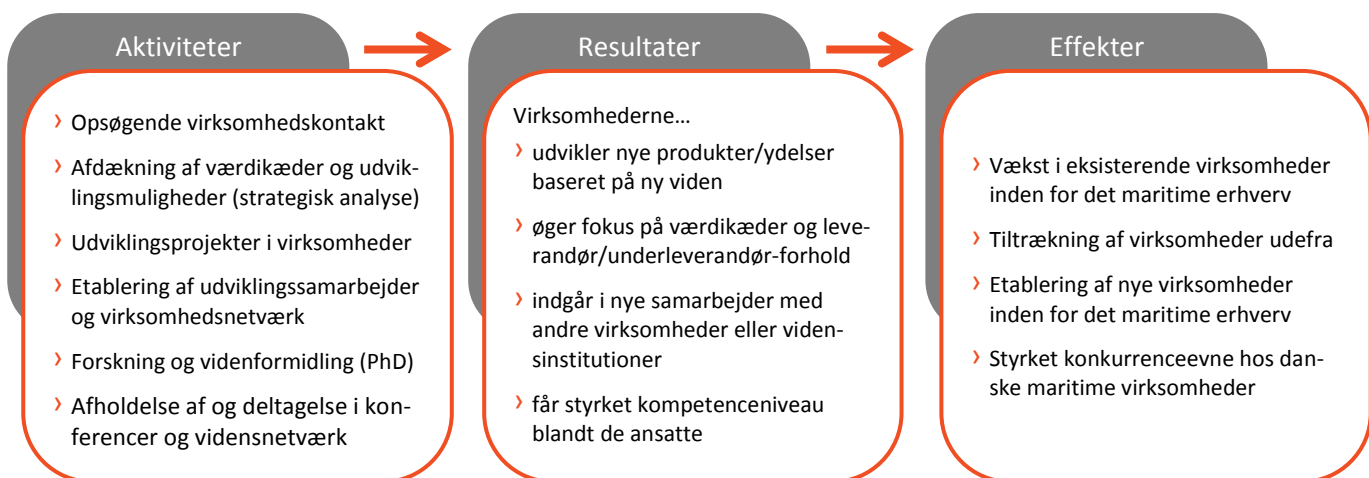 Aktiviteter
› Opsøgende virksomhedskontakt
› Afdækning af værdikæder og udvik-
lingsmuligheder (strategisk analyse)
› Udviklingsprojekter i virksomheder
› Etablering af udviklingssamarbejder
og virksomhedsnetværk
› Forskning og videnformidling (PhD)
› Afholdelse af og deltagelse i kon-
ferencer og vidensnetværk
Resultater
Virksomhederne…
› udvikler nye produkter/ydelser
baseret på ny viden
› øger fokus på værdikæder og leve-
randør/underleverandør-forhold
› indgår i nye samarbejder med
andre virksomheder eller viden-
sinstitutioner
› får styrket kompetenceniveau
blandt de ansatte
Effekter
› Vækst i eksisterende virksomheder
inden for det maritime erhverv
› Tiltrækning af virksomheder udefra
› Etablering af nye virksomheder
inden for det maritime erhverv
› Styrket konkurrenceevne hos dan-
ske maritime virksomheder